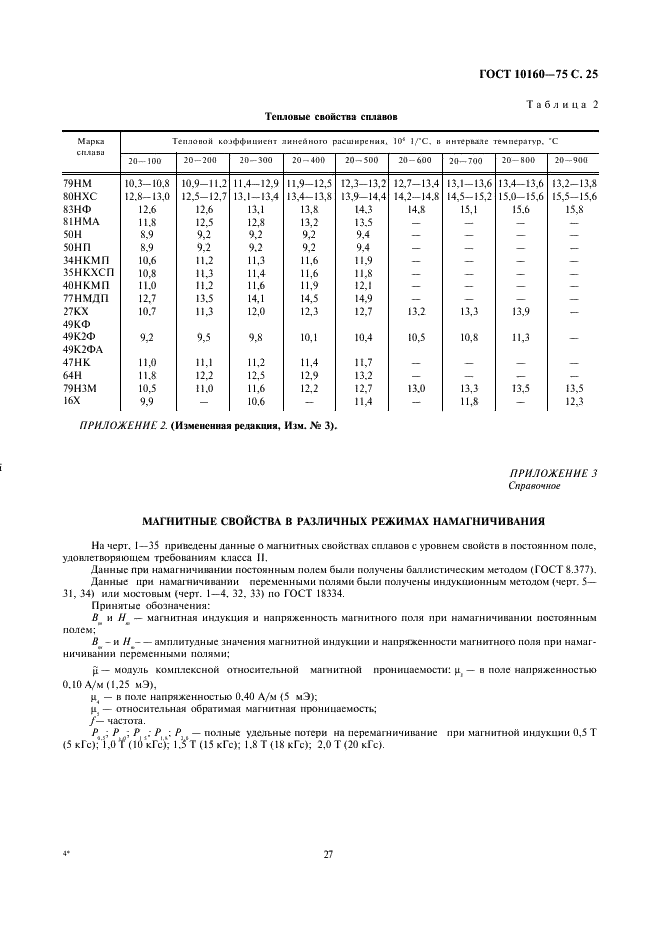 ГОСТ 10160—75 С. 25
Таблица 2
Тепловые свойства сплавов
Марка сплава Тепловой коэффициент линейного расширения, 10⁶ 1/°С, в интервале температур, °С
20—100 20—200 20—300 20—400 20—500 20—600 20—700 20—800 20—900
79НМ 10,3—10,8 10,9—11,2 11,4—12,9 11,9—12,5 12,3—13,2 12,7—13,4 13,1—13,6 13,4—13,6 13,2—13,8
80НХС 12,8—13,0 12,5—12,7 13,1—13,4 13,4—13,8 13,9—14,4 14,2—14,8 14,5—15,2 15,0—15,6 15,5—15,6
83НФ 12,6 12,6 13,1 13,8 14,3 14,8 15,1 15,6 15,8
81НМА 11,8 12,5 12,8 13,2 13,5 — — — —
50Н 8,9 9,2 9,2 9,2 9,4 — — — —
50НП 8,9 9,2 9,2 9,2 9,4 — — — —
34НКМП 10,6 11,2 11,3 11,6 11,9 — — — —
35НКХСП 10,8 11,3 11,4 11,6 11,8 — — — —
40НКМП 11,0 11,2 11,6 11,9 12,1 — — — —
77НМДП 12,7 13,5 14,1 14,5 14,9 — — — —
27КХ 10,7 11,3 12,0 12,3 12,7 13,2 13,3 13,9 —
49КФ
49К2Ф 9,2 9,5 9,8 10,1 10,4 10,5 10,8 11,3 —
49К2ФА
47НК 11,0 11,1 11,2 11,4 11,7 — — — —
64Н 11,8 12,2 12,5 12,9 13,2 — — — —
79Н3М 10,5 11,0 11,6 12,2 12,7 13,0 13,3 13,5 13,5
16Х 9,9 — 10,6 — 11,4 — 11,8 — 12,3
ПРИЛОЖЕНИЕ 2. (Измененная редакция, Изм. № 3).
ПРИЛОЖЕНИЕ 3
Справочное
МАГНИТНЫЕ СВОЙСТВА В РАЗЛИЧНЫХ РЕЖИМАХ НАМАГНИЧИВАНИЯ
На черт, 1—35 приведены данные о магнитных свойствах сплавов с уровнем свойств в постоянном поле,
удовлетворяющем требованиям класса II,
Данные при намагничивании постоянным полем были получены баллистическим методом (ГОСТ 8.377).
Данные при намагничивании переменными полями были получены индукционным методом (черт. 5—
31, 34) или мостовым (черт. 1—4, 32, 33) по ГОСТ 18334.
Принятые обозначения:
Bm и Hm — магнитная индукция и напряженность магнитного поля при намагничивании постоянным
полем;
Bm~ и Hm~ — амплитудные значения магнитной индукции и напряженности магнитного поля при намаг-
ничивании переменными полями;
μ̃ — модуль комплексной относительной магнитной проницаемости: μ1 — в поле напряженностью
0,10 А/м (1,25 мЭ),
μ4 — в поле напряженностью 0,40 А/м (5 мЭ);
— относительная обратимая магнитная проницаемость;
f — частота.
P0,5; P1,0; P1,5; P1,8; P2,0 — полные удельные потери на перемагничивание при магнитной индукции 0,5 Т
(5 кГс); 1,0 Т (10 кГс); 1,5 Т (15 кГс); 1,8 Т (18 кГс); 2,0 Т (20 кГс).
4*
27